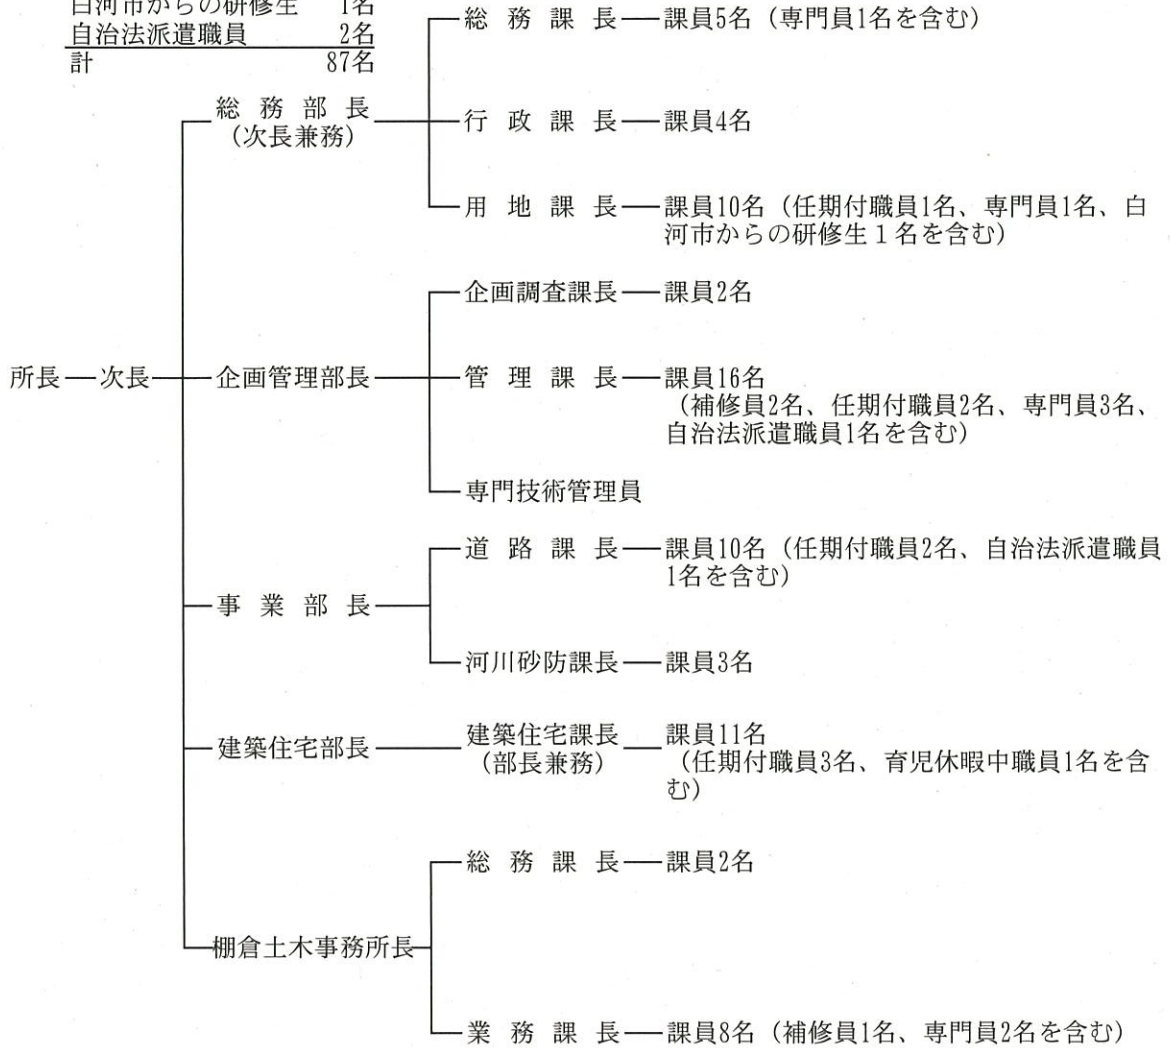 白河市からの研修生 1名
自治法派遣職員 2名
計 87名
総務課長 課員5名（専門員1名を含む）
総務部長
（次長兼務）
行政課長 課員4名
用地課長 課員10名（任期付職員1名、専門員1名、白
河市からの研修生１名を含む）
企画調査課長 課員2名
所長 次長 企画管理部長 管理課長 課員16名
（補修員2名、任期付職員2名、専門員3名、
自治法派遣職員1名を含む）
専門技術管理員
道路課長 課員10名（任期付職員2名、自治法派遣職員
1名を含む）
事業部長
河川砂防課長 課員3名
建築住宅部長 建築住宅課長 課員11名
（部長兼務） （任期付職員3名、育児休暇中職員1名を含
む）
総務課長 課員2名
棚倉土木事務所長
業務課長 課員8名（補修員1名、専門員2名を含む）